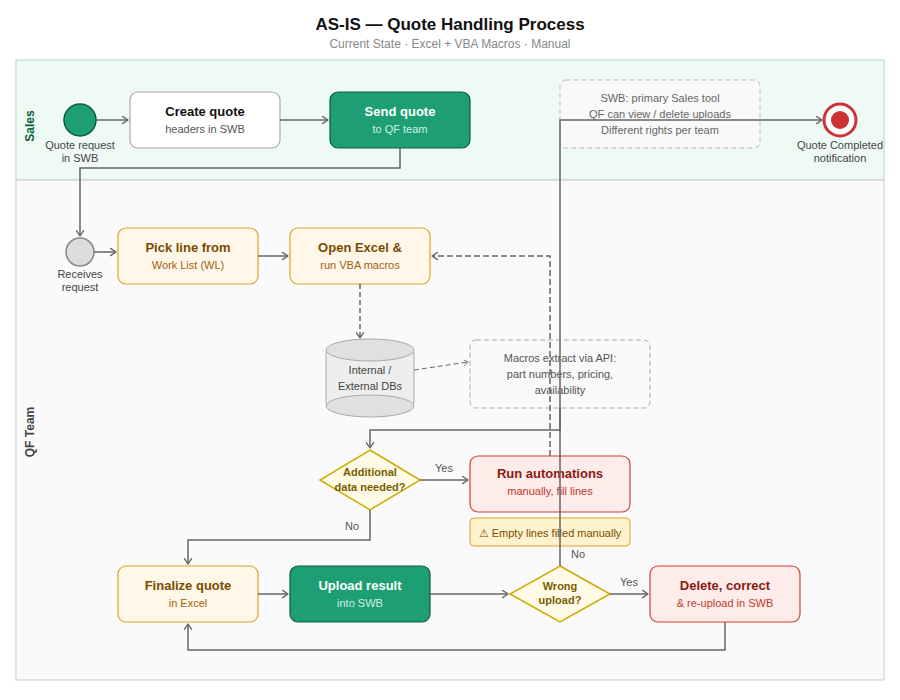 AS-IS — Quote Handling Process
Current State · Excel + VBA Macros · Manual
Sales
Quote request
in SWB
Create quote
headers in SWB
Send quote
to QF team
SWB: primary Sales tool
QF can view / delete uploads
Different rights per team
Quote Completed
notification
QF Team
Receives
request
Pick line from
Work List (WL)
Open Excel &
run VBA macros
Internal /
External DBs
Macros extract via API:
part numbers, pricing,
availability
Additional
data needed?
Yes
Run automations
manually, fill lines
⚠ Empty lines filled manually
No
No
Finalize quote
in Excel
Upload result
into SWB
Wrong
upload?
Yes
Delete, correct
& re-upload in SWB